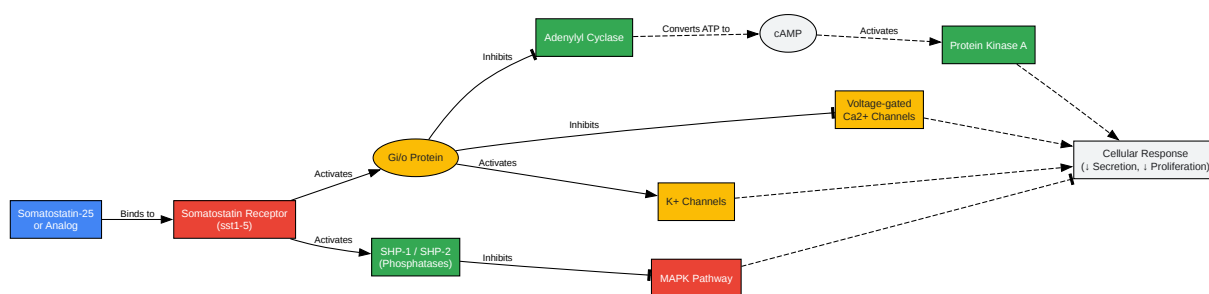 Adenylyl Cyclase
Converts ATP to
cAMP
Activates
Protein Kinase A
Inhibits
Voltage-gated
Ca2+ Channels
Inhibits
Gi/o Protein
Activates
Cellular Response
(↓ Secretion, ↓ Proliferation)
Activates
K+ Channels
Somatostatin-25
or Analog
Binds to
Somatostatin Receptor
(sst1-5)
Activates
SHP-1 / SHP-2
(Phosphatases)
Inhibits
MAPK Pathway